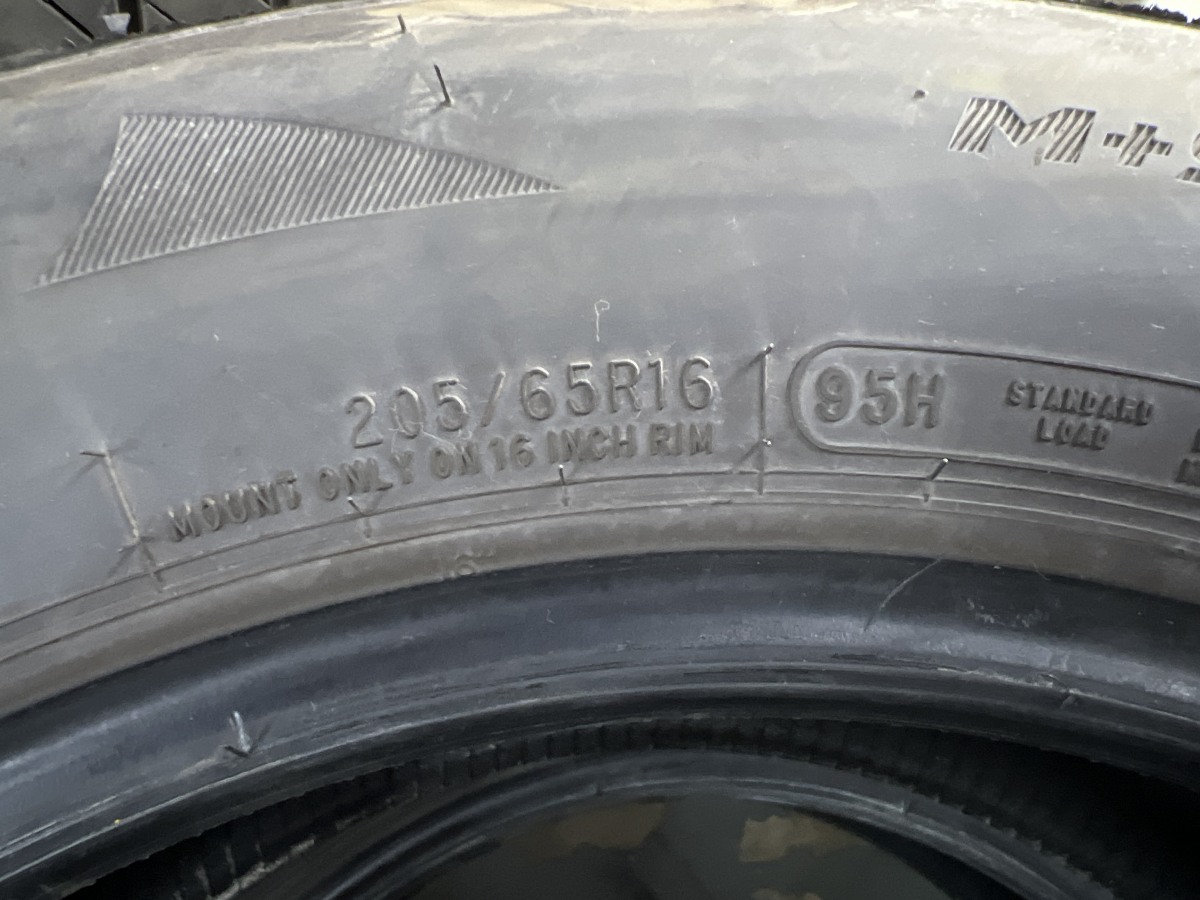 M+S
205/65R16
MOUNT ONLY ON 16 INCH RIM
95H
STANDARD
LOAD